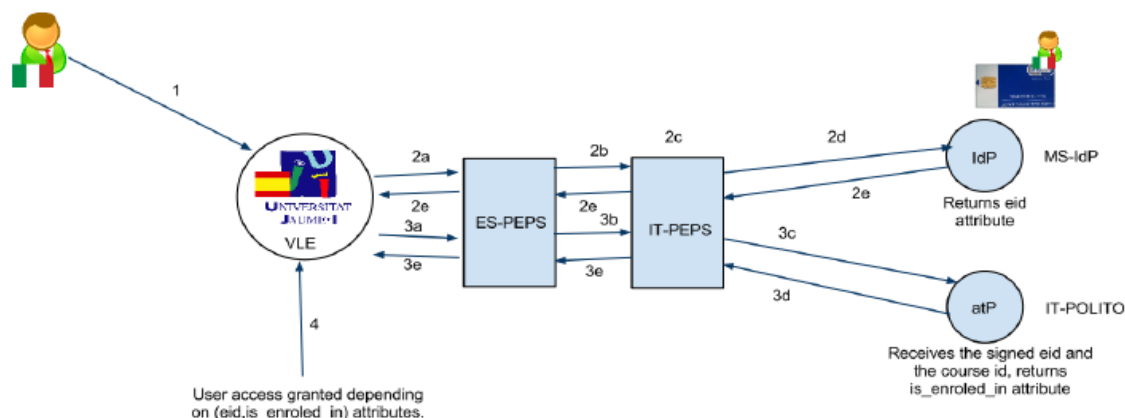 1
UNIVERSITAT
JAUME I
VLE
2a
2e
3a
3e
ES-PEPS
2b
2e
3b
3e
2c
IT-PEPS
2d
2e
3c
3d
IdP
MS-IdP
Returns eid
attribute
atP
IT-POLITO
Receives the signed eid and
the course id, returns
is_enroled_in attribute
4
User access granted depending
on (eid,is_enroled_in) attributes.